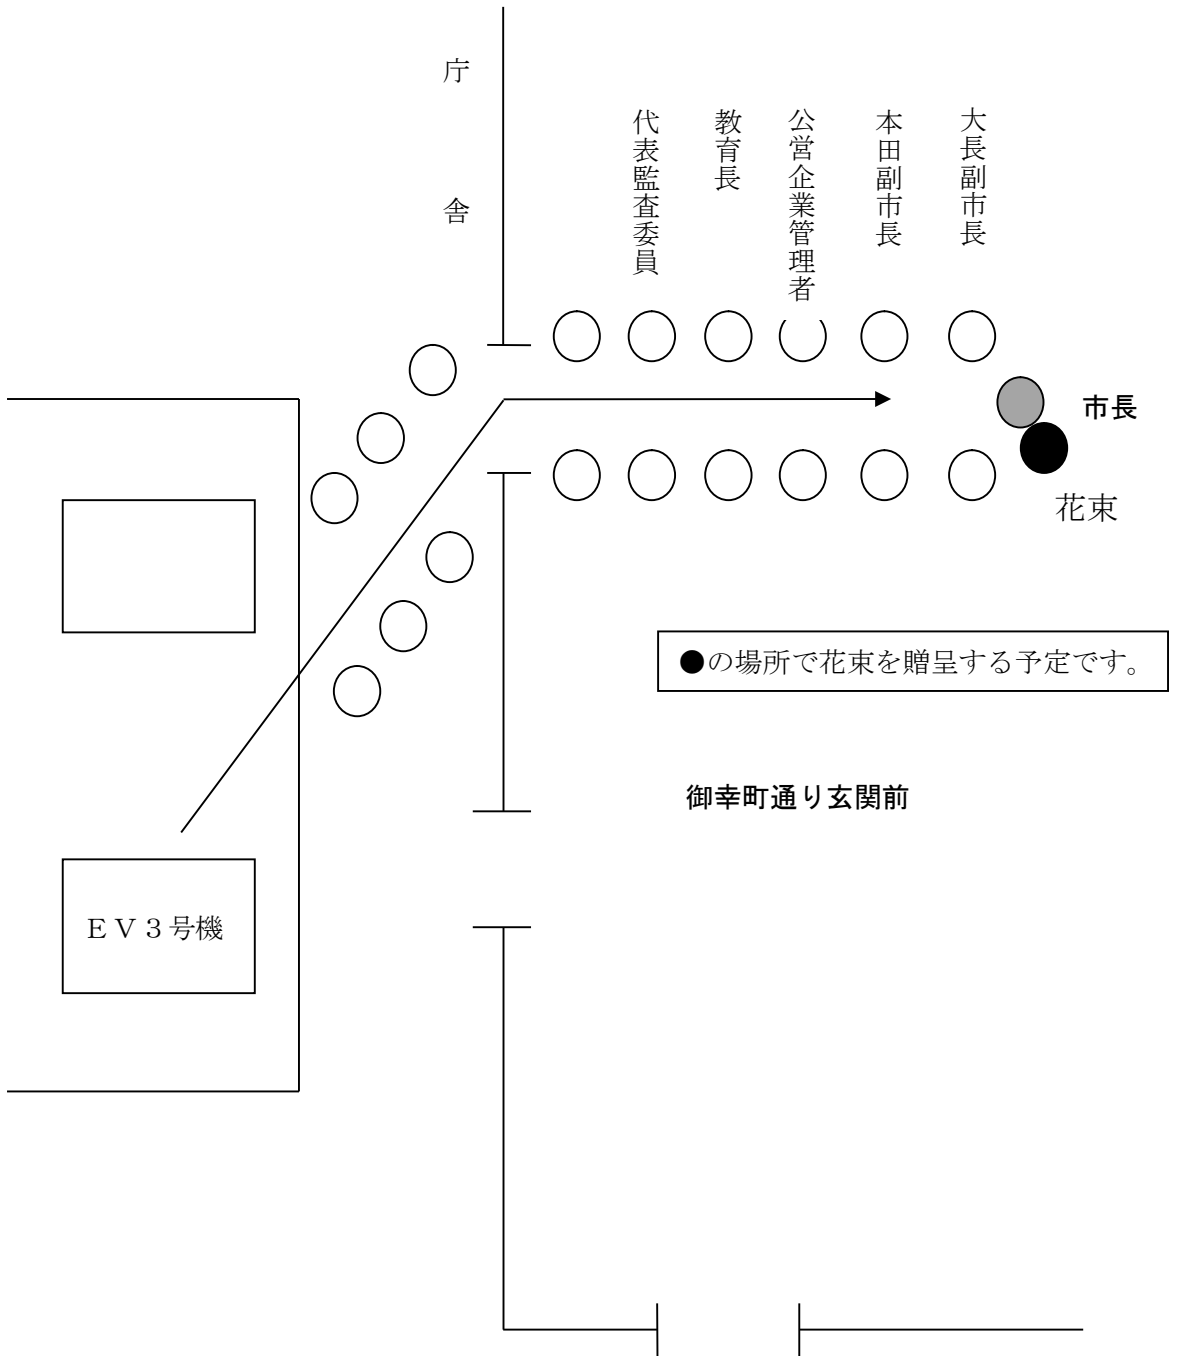 庁舎
大長副市長
本田副市長
公営企業管理者
教育長
代表監査委員
市長
花束
●の場所で花束を贈呈する予定です。
御幸町通り玄関前
ＥＶ３号機